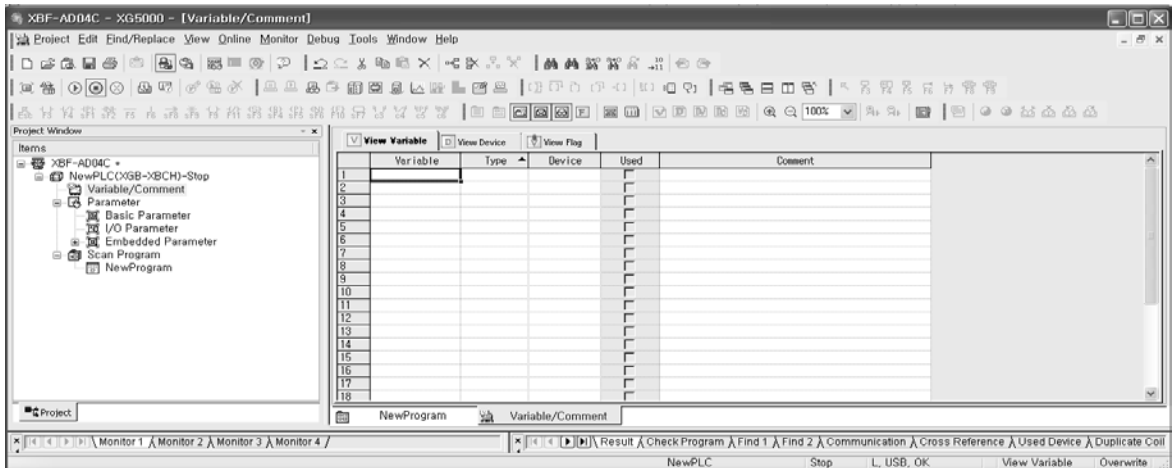 XBF-AD04C - XG5000 - [Variable/Comment]
Project Edit Find/Replace View Online Monitor Debug Tools Window Help
100%
Project Window
Items
XBF-AD04C *
NewPLC(XGB-XBCH)-Stop
Variable/Comment
Parameter
Basic Parameter
I/O Parameter
Embedded Parameter
Scan Program
NewProgram
Project
V View Variable D View Device View Flag
Variable Type Device Used Comment
1
2
3
4
5
6
7
8
9
10
11
12
13
14
15
16
17
18
NewProgram Variable/Comment
Monitor 1 Monitor 2 Monitor 3 Monitor 4
Result Check Program Find 1 Find 2 Communication Cross Reference Used Device Duplicate Coil
NewPLC Stop L, USB, OK View Variable Overwrite